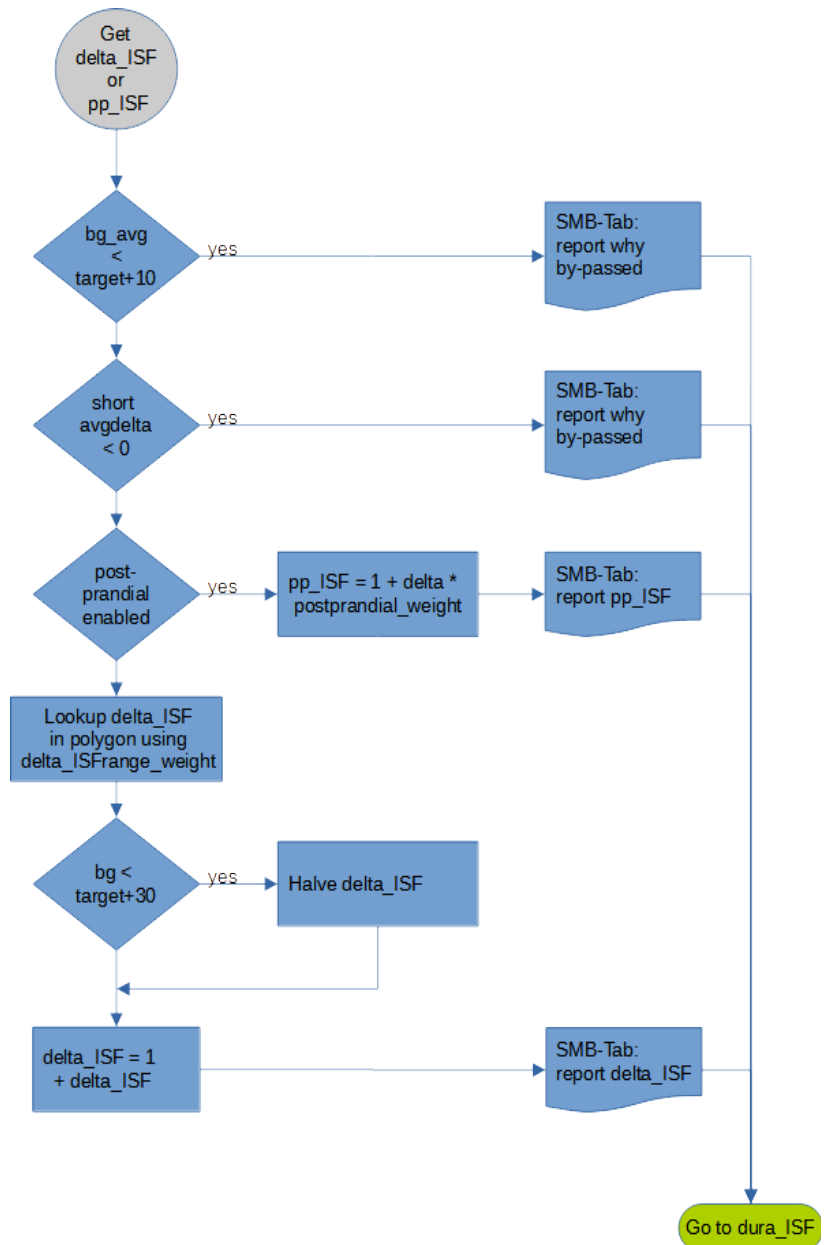 Get
delta_ISF
or
pp_ISF
bg_avg
<
target+10
yes
SMB-Tab:
report why
by-passed
short
avgdelta
< 0
yes
SMB-Tab:
report why
by-passed
post-
prandial
enabled
yes
pp_ISF = 1 + delta *
postprandial_weight
SMB-Tab:
report pp_ISF
Lookup delta_ISF
in polygon using
delta_ISFrange_weight
bg <
target+30
yes
Halve delta_ISF
delta_ISF = 1
+ delta_ISF
SMB-Tab:
report delta_ISF
Go to dura_ISF